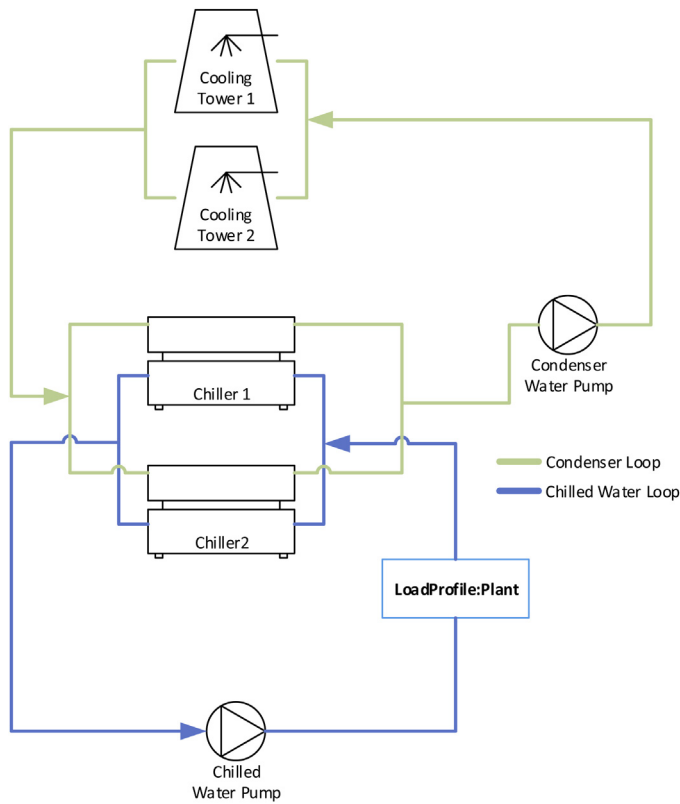 Cooling
Tower 1
Cooling
Tower 2
Condenser
Water Pump
Chiller 1
Condenser Loop
Chilled Water Loop
Chiller2
LoadProfile:Plant
Chilled
Water Pump